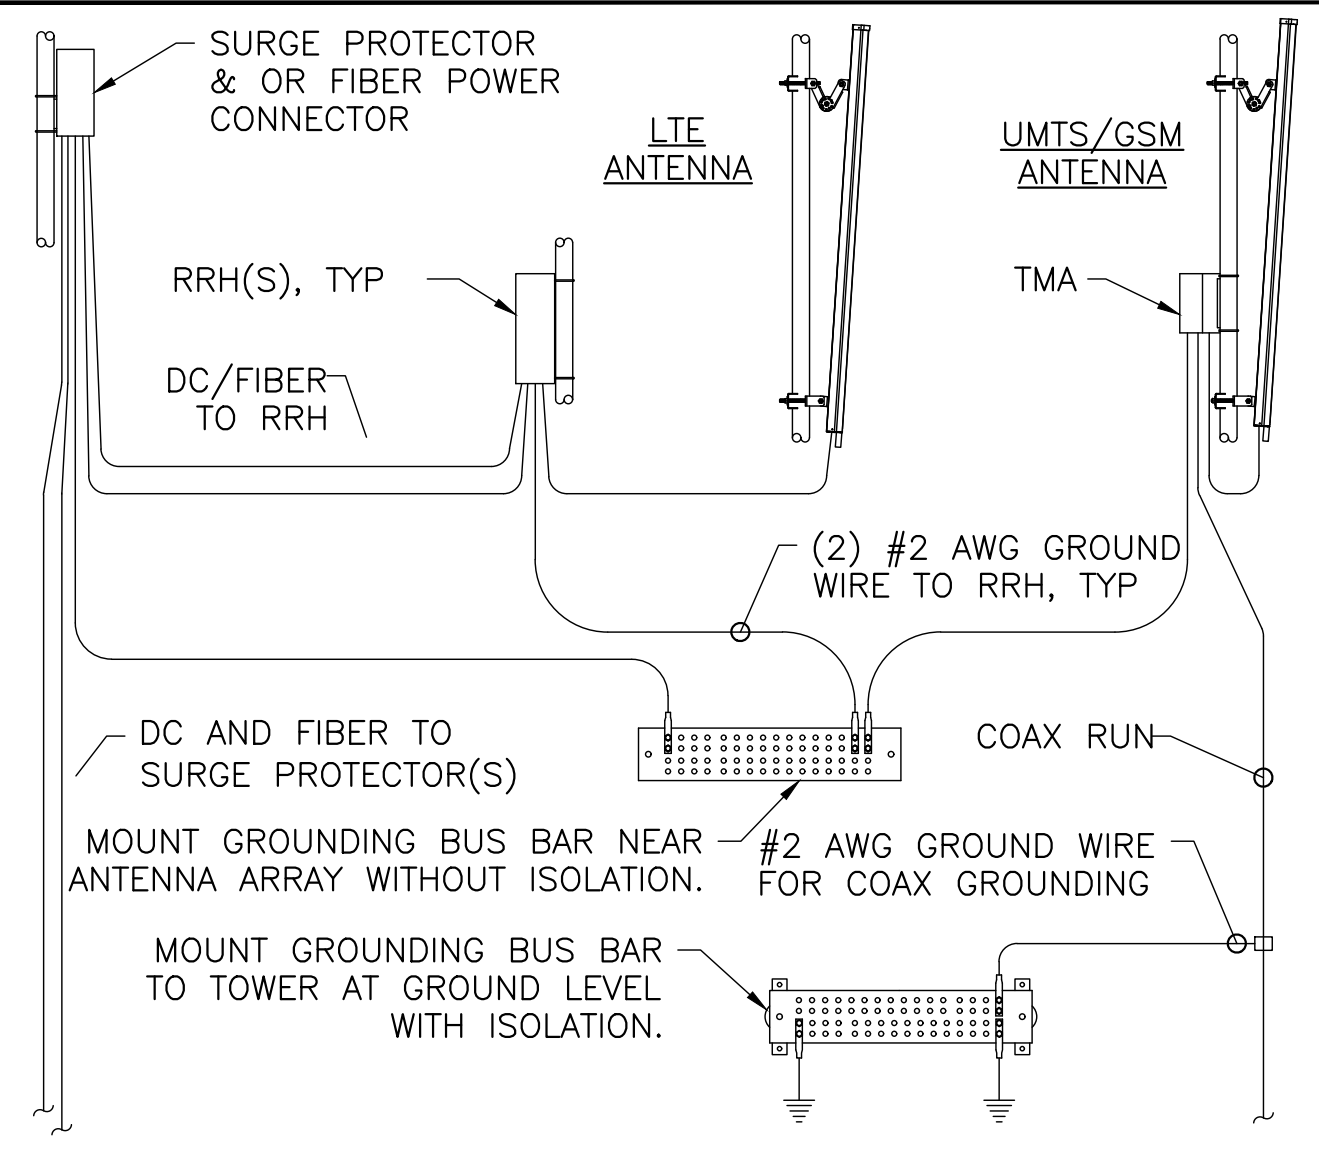 SURGE PROTECTOR
& OR FIBER POWER
CONNECTOR
LTE
ANTENNA
UMTS/GSM
ANTENNA
RRH(S), TYP
TMA
DC/FIBER
TO RRH
(2) #2 AWG GROUND
WIRE TO RRH, TYP
DC AND FIBER TO
SURGE PROTECTOR(S)
COAX RUN
MOUNT GROUNDING BUS BAR NEAR
ANTENNA ARRAY WITHOUT ISOLATION.
#2 AWG GROUND WIRE
FOR COAX GROUNDING
MOUNT GROUNDING BUS BAR
TO TOWER AT GROUND LEVEL
WITH ISOLATION.